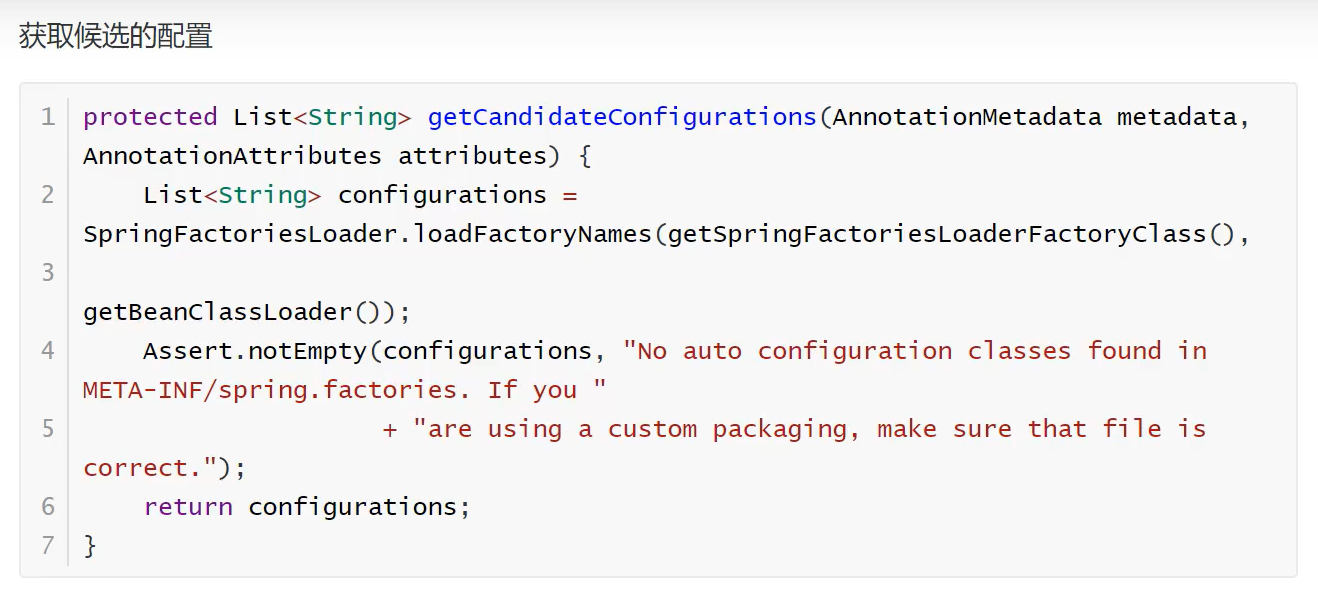 获取候选的配置
1 protected List<String> getCandidateConfigurations(AnnotationMetadata metadata,
AnnotationAttributes attributes) {
2     List<String> configurations =
SpringFactoriesLoader.loadFactoryNames(getSpringFactoriesLoaderFactoryClass(),
3
getBeanClassLoader());
4     Assert.notEmpty(configurations, "No auto configuration classes found in
META-INF/spring.factories. If you "
5                     + "are using a custom packaging, make sure that file is
correct.");
6     return configurations;
7 }